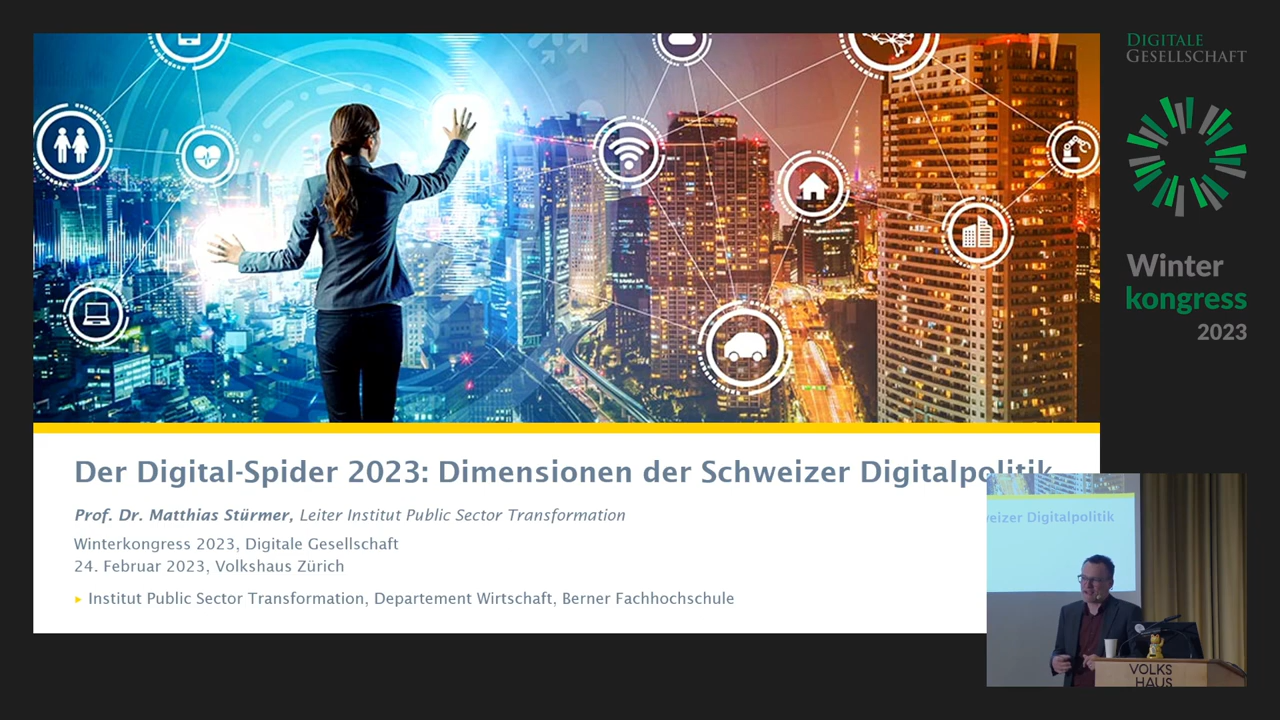 DIGITALE
GESELLSCHAFT
Winter
kongress
2023
Der Digital-Spider 2023: Dimensionen der Schweizer Digitalpolitik
Prof. Dr. Matthias Stürmer, Leiter Institut Public Sector Transformation
Winterkongress 2023, Digitale Gesellschaft
24. Februar 2023, Volkshaus Zürich
▸ Institut Public Sector Transformation, Departement Wirtschaft, Berner Fachhochschule
weizer Digitalpolitik
VOLKS
HAUS